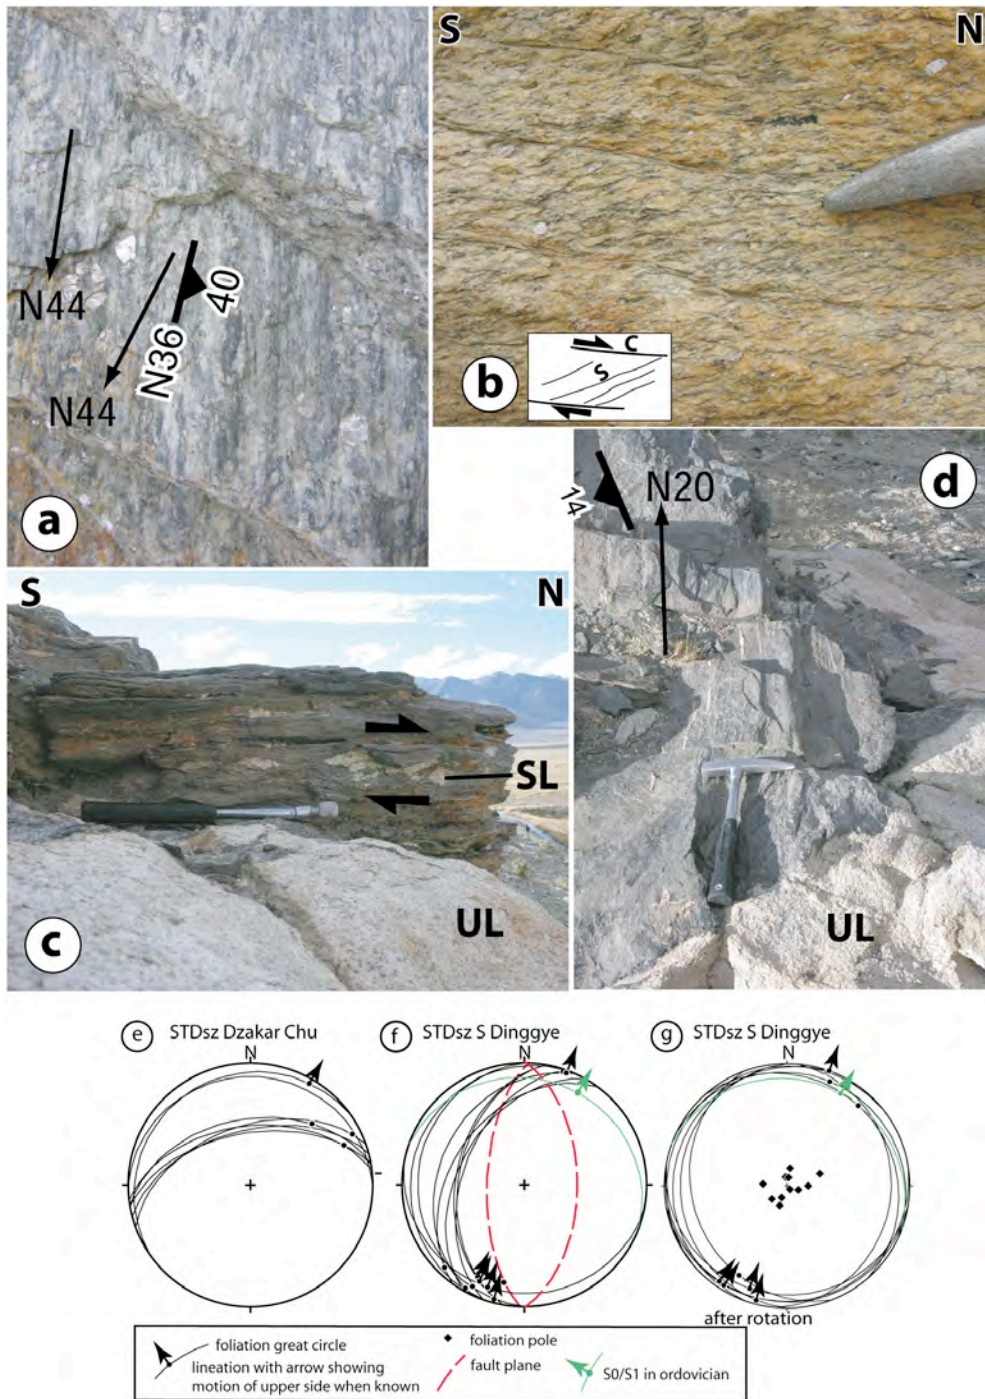 N44
N44
N36
40
a
S N
C
S
b
14
N20
d
UL
S N
SL
UL
c
e STDsz Dzakar Chu
N
f STDsz S Dinggye
N
g STDsz S Dinggye
N
after rotation
foliation great circle
lineation with arrow showing
motion of upper side when known
foliation pole
fault plane
S0/S1 in ordovician